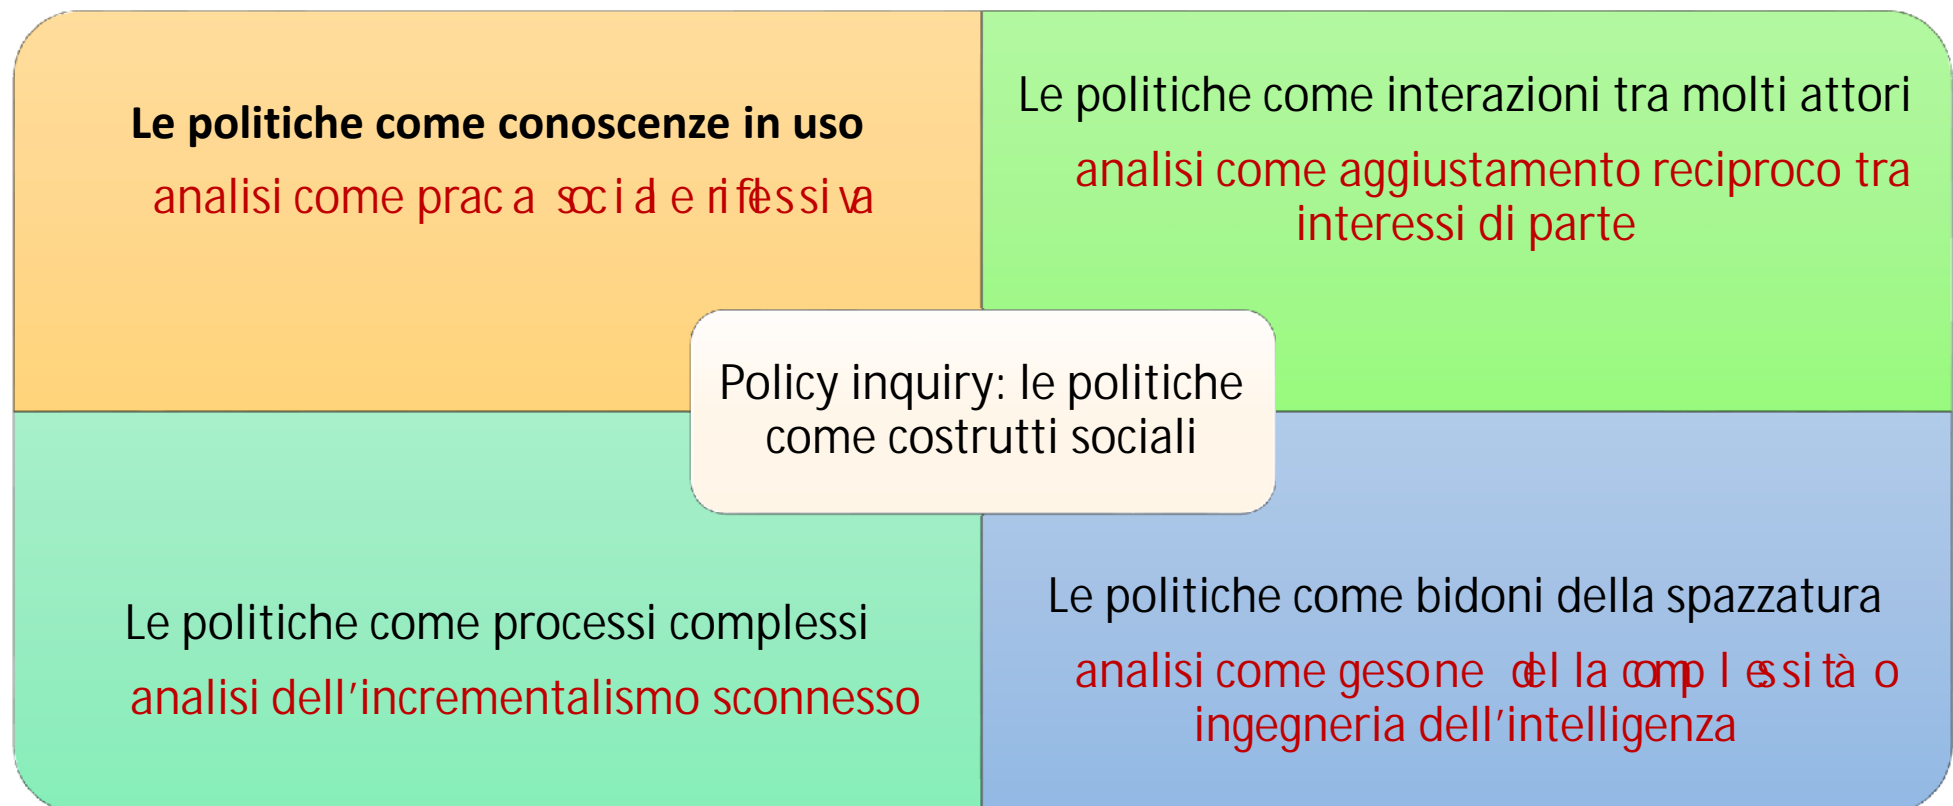 Le politiche come conoscenze in uso
analisi come prac a sociale riflessiva
Le politiche come interazioni tra molti attori
analisi come aggiustamento reciproco tra
interessi di parte
Policy inquiry: le politiche
come costrutti sociali
Le politiche come processi complessi
analisi dell’incrementalismo sconnesso
Le politiche come bidoni della spazzatura
analisi come gesone della complessità o
ingegneria dell’intelligenza